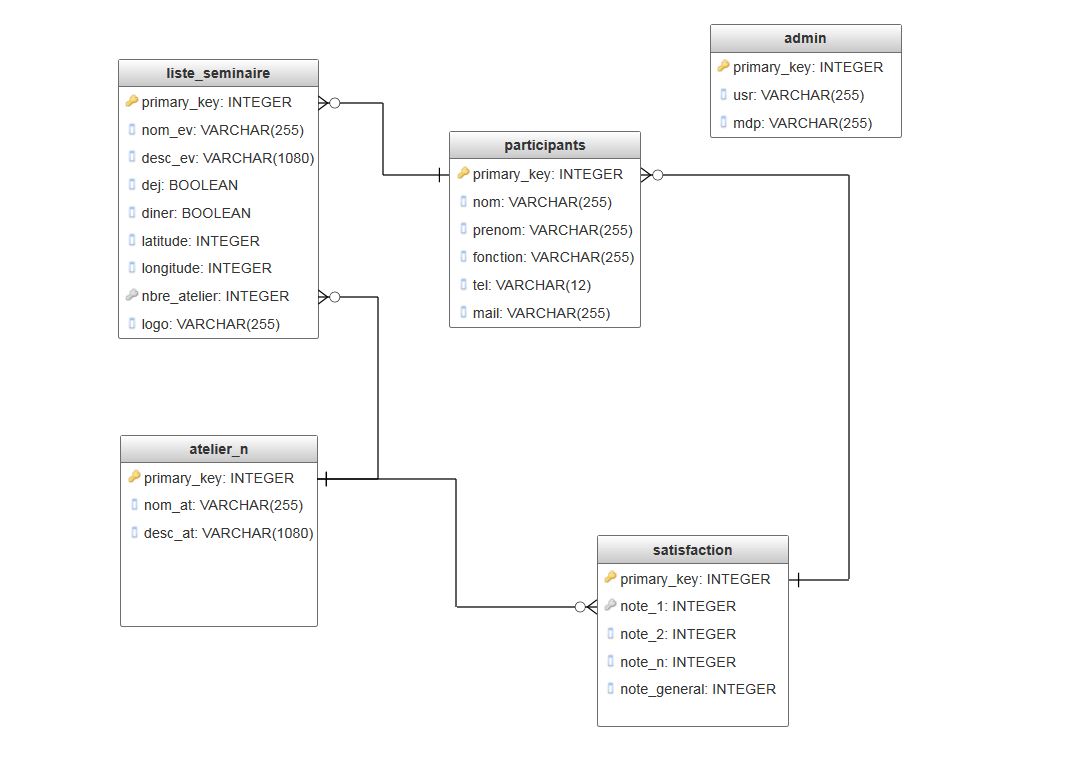 liste_seminaire
primary_key: INTEGER
nom_ev: VARCHAR(255)
desc_ev: VARCHAR(1080)
dej: BOOLEAN
diner: BOOLEAN
latitude: INTEGER
longitude: INTEGER
nbre_atelier: INTEGER
logo: VARCHAR(255)
participants
primary_key: INTEGER
nom: VARCHAR(255)
prenom: VARCHAR(255)
fonction: VARCHAR(255)
tel: VARCHAR(12)
mail: VARCHAR(255)
admin
primary_key: INTEGER
usr: VARCHAR(255)
mdp: VARCHAR(255)
atelier_n
primary_key: INTEGER
nom_at: VARCHAR(255)
desc_at: VARCHAR(1080)
satisfaction
primary_key: INTEGER
note_1: INTEGER
note_2: INTEGER
note_n: INTEGER
note_general: INTEGER